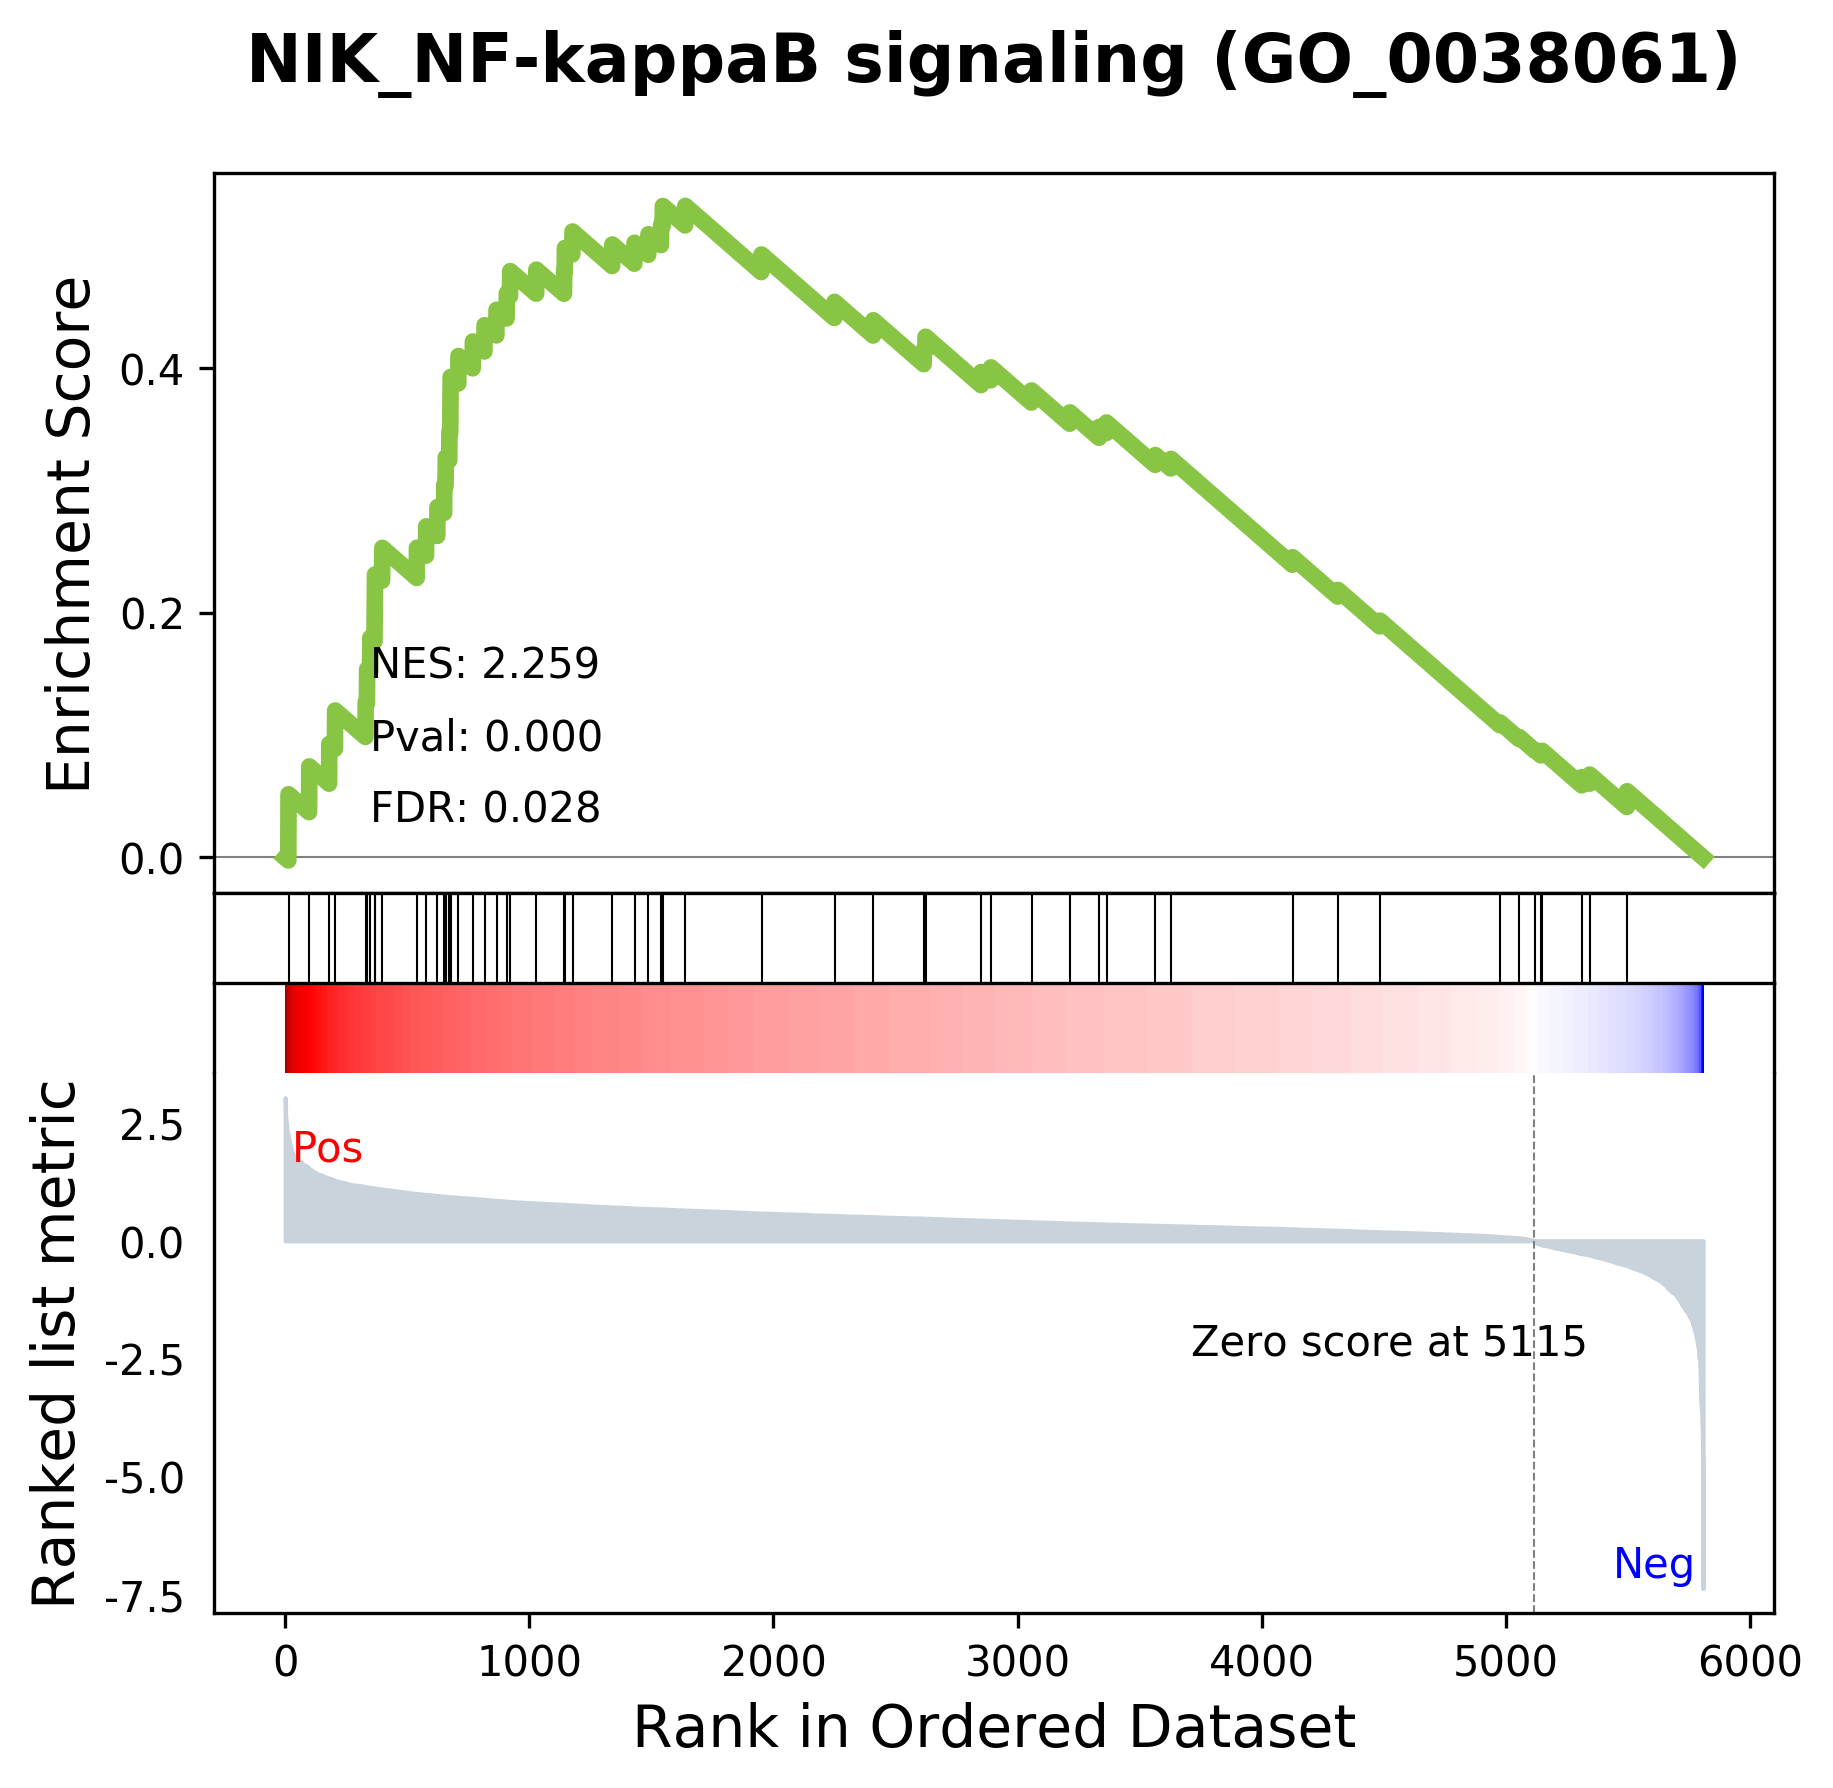 NIK_NF-kappaB signaling (GO_0038061)
Enrichment Score
0.4
0.2
0.0
NES: 2.259
Pval: 0.000
FDR: 0.028
Ranked list metric
2.5
0.0
-2.5
-5.0
-7.5
Pos
Zero score at 5115
Neg
0 1000 2000 3000 4000 5000 6000
Rank in Ordered Dataset